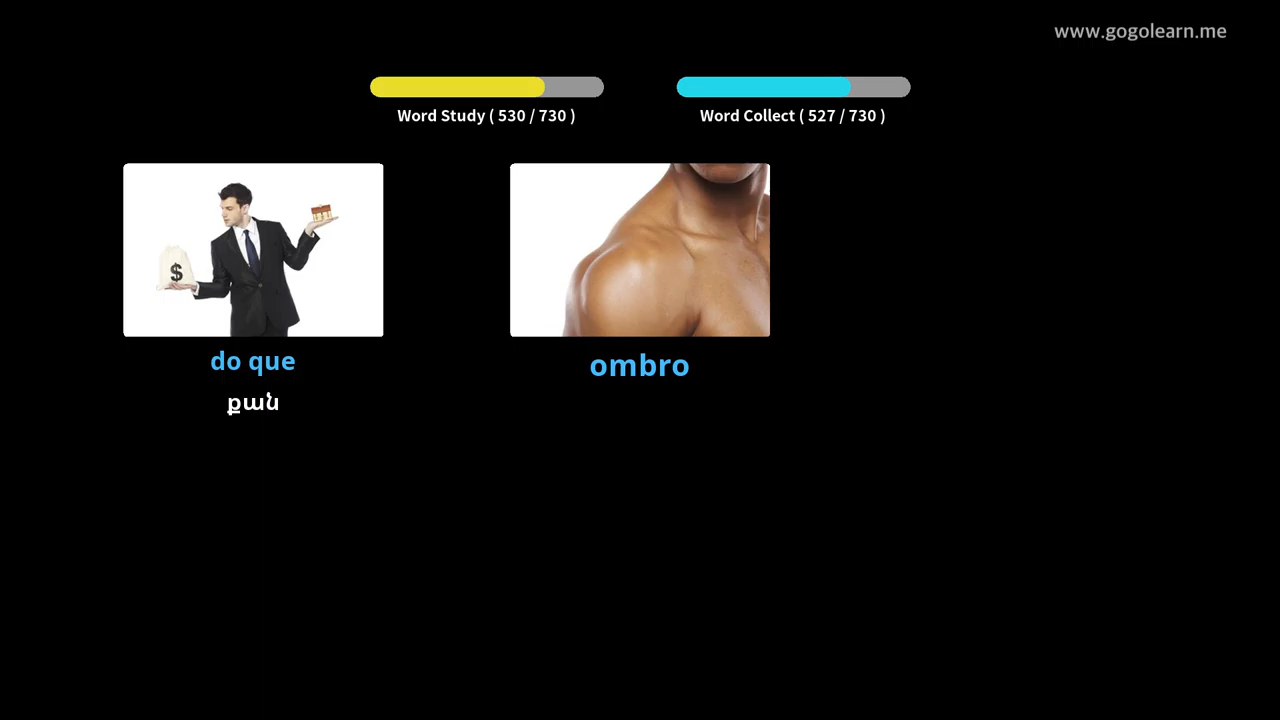 www.gogolearn.me
Word Study ( 530 / 730 )
Word Collect ( 527 / 730 )
$
do que
ombro
քան